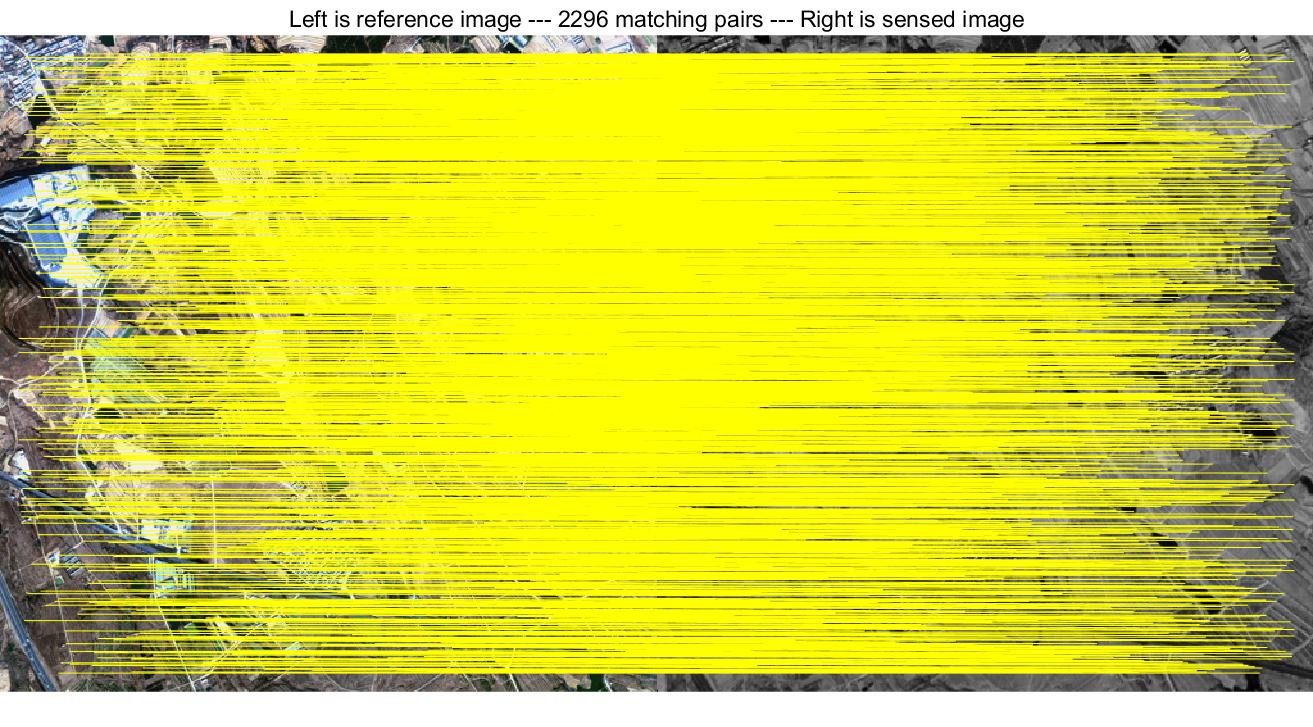 Left is reference image --- 2296 matching pairs --- Right is sensed image